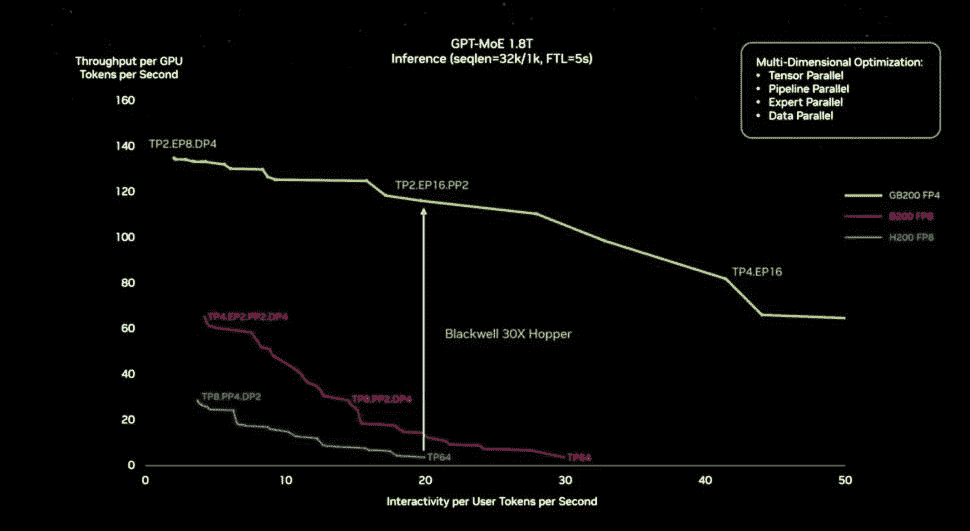 GPT-MoE 1.8T
Inference (seqlen=32k/1k, FTL=5s)
Throughput per GPU
Tokens per Second
Multi-Dimensional Optimization:
• Tensor Parallel
• Pipeline Parallel
• Expert Parallel
• Data Parallel
160
140
120
100
80
60
40
20
0
TP2.EP8.DP4
TP2.EP16.PP2
TP4.EP16
GB200 FP4
B200 FP8
H200 FP8
TP4.EP2.PP2.DP4
Blackwell 30X Hopper
TP8.PP4.DP2
TP8.PP2.DP4
TP64
TP64
0
10
20
30
40
50
Interactivity per User Tokens per Second